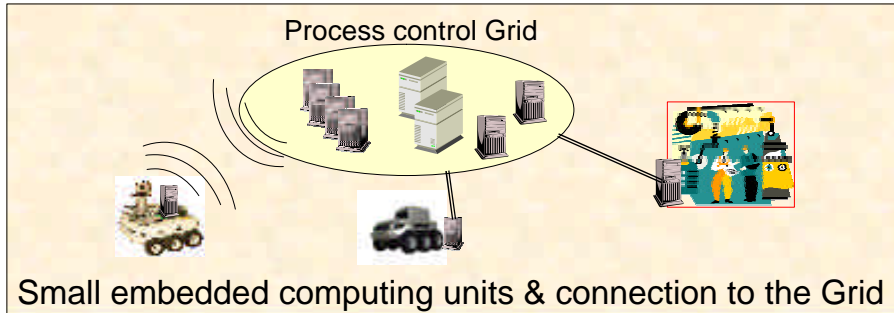 Process control Grid
Small embedded computing units & connection to the Grid